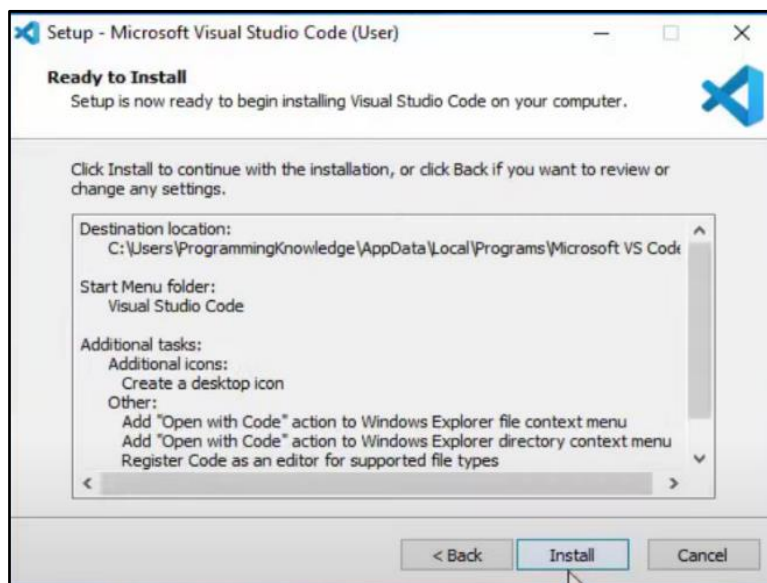 Setup - Microsoft Visual Studio Code (User)
Ready to Install
Setup is now ready to begin installing Visual Studio Code on your computer.
Click Install to continue with the installation, or click Back if you want to review or
change any settings.
Destination location:
C:\Users\ProgrammingKnowledge\AppData\Local\Programs\Microsoft VS Code
Start Menu folder:
Visual Studio Code
Additional tasks:
Additional icons:
Create a desktop icon
Other:
Add "Open with Code" action to Windows Explorer file context menu
Add "Open with Code" action to Windows Explorer directory context menu
Register Code as an editor for supported file types
< Back
Install
Cancel